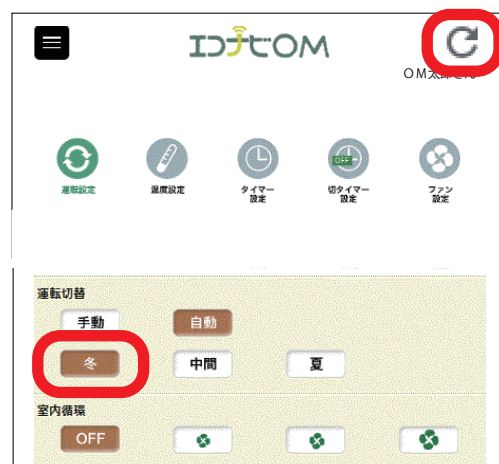 エコナビOM
OM太郎さん
運転設定
温度設定
タイマー
設定
OFF
切タイマー
設定
ファン
設定
運転切替
手動
自動
冬
中間
夏
室内循環
OFF